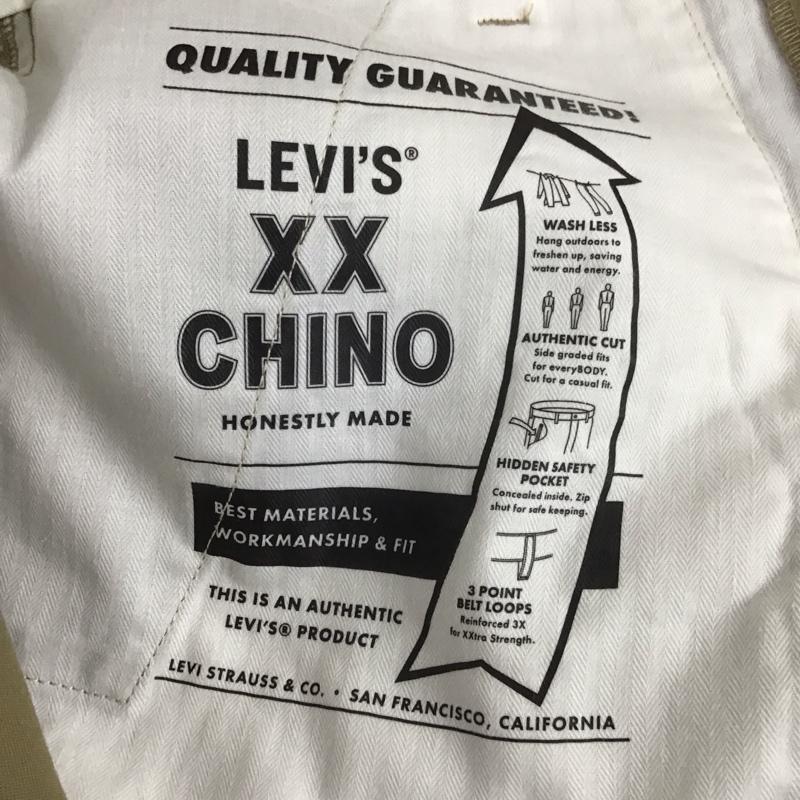 QUALITY GUARANTEED!
LEVI'S®
XX
CHINO
HONESTLY MADE
BEST MATERIALS,
WORKMANSHIP & FIT
THIS IS AN AUTHENTIC
LEVI'S® PRODUCT
WASH LESS
Hang outdoors to
freshen up, saving
water and energy.
AUTHENTIC CUT
Side graded fits
for everyBODY.
Cut for a casual fit.
HIDDEN SAFETY
POCKET
Concealed inside. Zip
shut for safe keeping.
3 POINT
BELT LOOPS
Reinforced 3X
for XXtra Strength.
LEVI STRAUSS & CO. • SAN FRANCISCO, CALIFORNIA